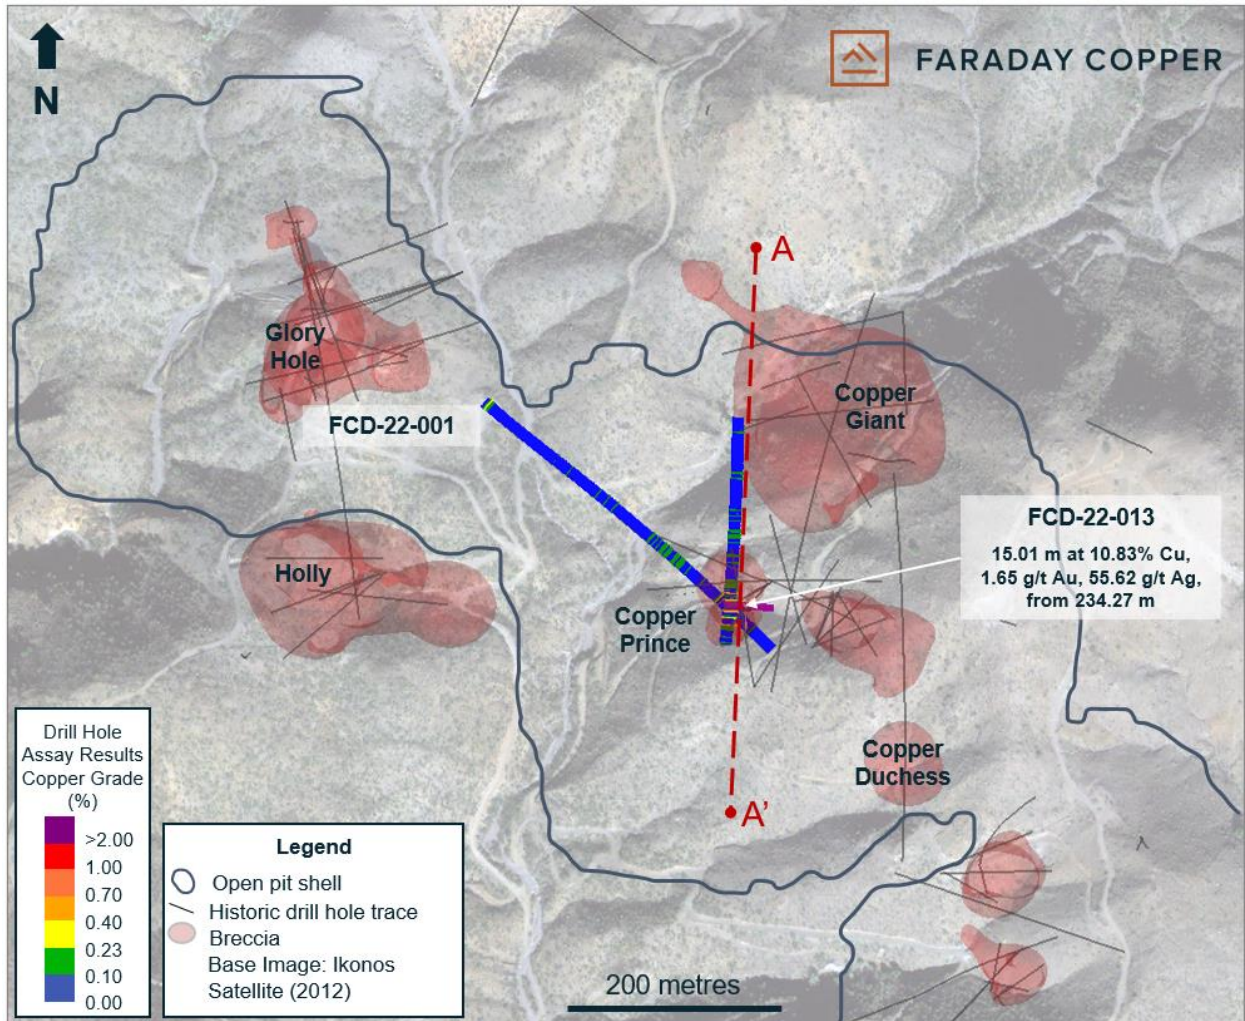 N
FARADAY COPPER
A
Glory
Hole
Copper
Giant
FCD-22-001
FCD-22-013
15.01 m at 10.83% Cu,
1.65 g/t Au, 55.62 g/t Ag,
from 234.27 m
Holly
Copper
Prince
Copper
Duchess
A'
Drill Hole
Assay Results
Copper Grade
(%)
>2.00
1.00
0.70
0.40
0.23
0.10
0.00
Legend
Open pit shell
Historic drill hole trace
Breccia
Base Image: Ikonos
Satellite (2012)
200 metres